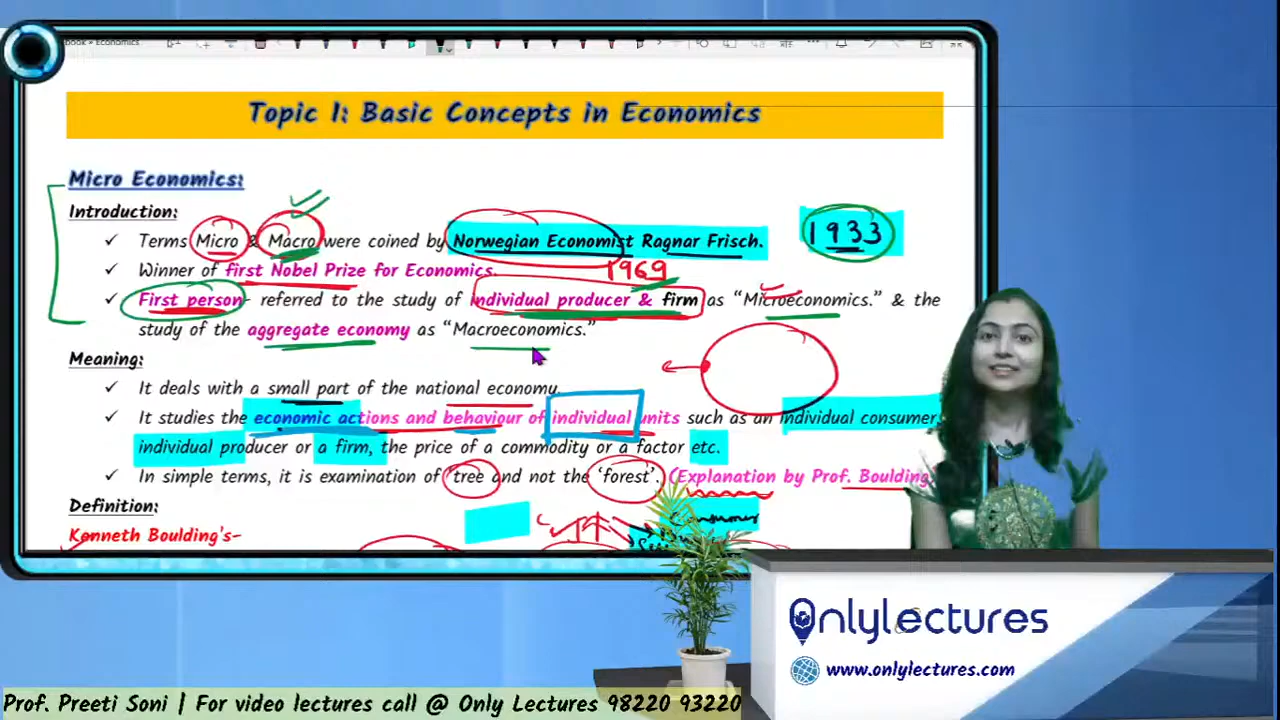 book » Economics
Topic 1: Basic Concepts in Economics
Micro Economics:
Introduction:
✓ Terms Micro & Macro were coined by Norwegian Economist Ragnar Frisch. 1933
✓ Winner of first Nobel Prize for Economics. 1969
✓ First person- referred to the study of individual producer & firm as “Microeconomics.” & the
study of the aggregate economy as “Macroeconomics.”
Meaning:
✓ It deals with a small part of the national economy.
✓ It studies the economic actions and behaviour of individual units such as an individual consumer,
individual producer or a firm, the price of a commodity or a factor etc.
✓ In simple terms, it is examination of ‘tree’ and not the ‘forest’. (Explanation by Prof. Boulding
Definition:
Consumer
Kenneth Boulding's-
Onlylectures
www.onlylectures.com
Prof. Preeti Soni | For video lectures call @ Only Lectures 98220 93220